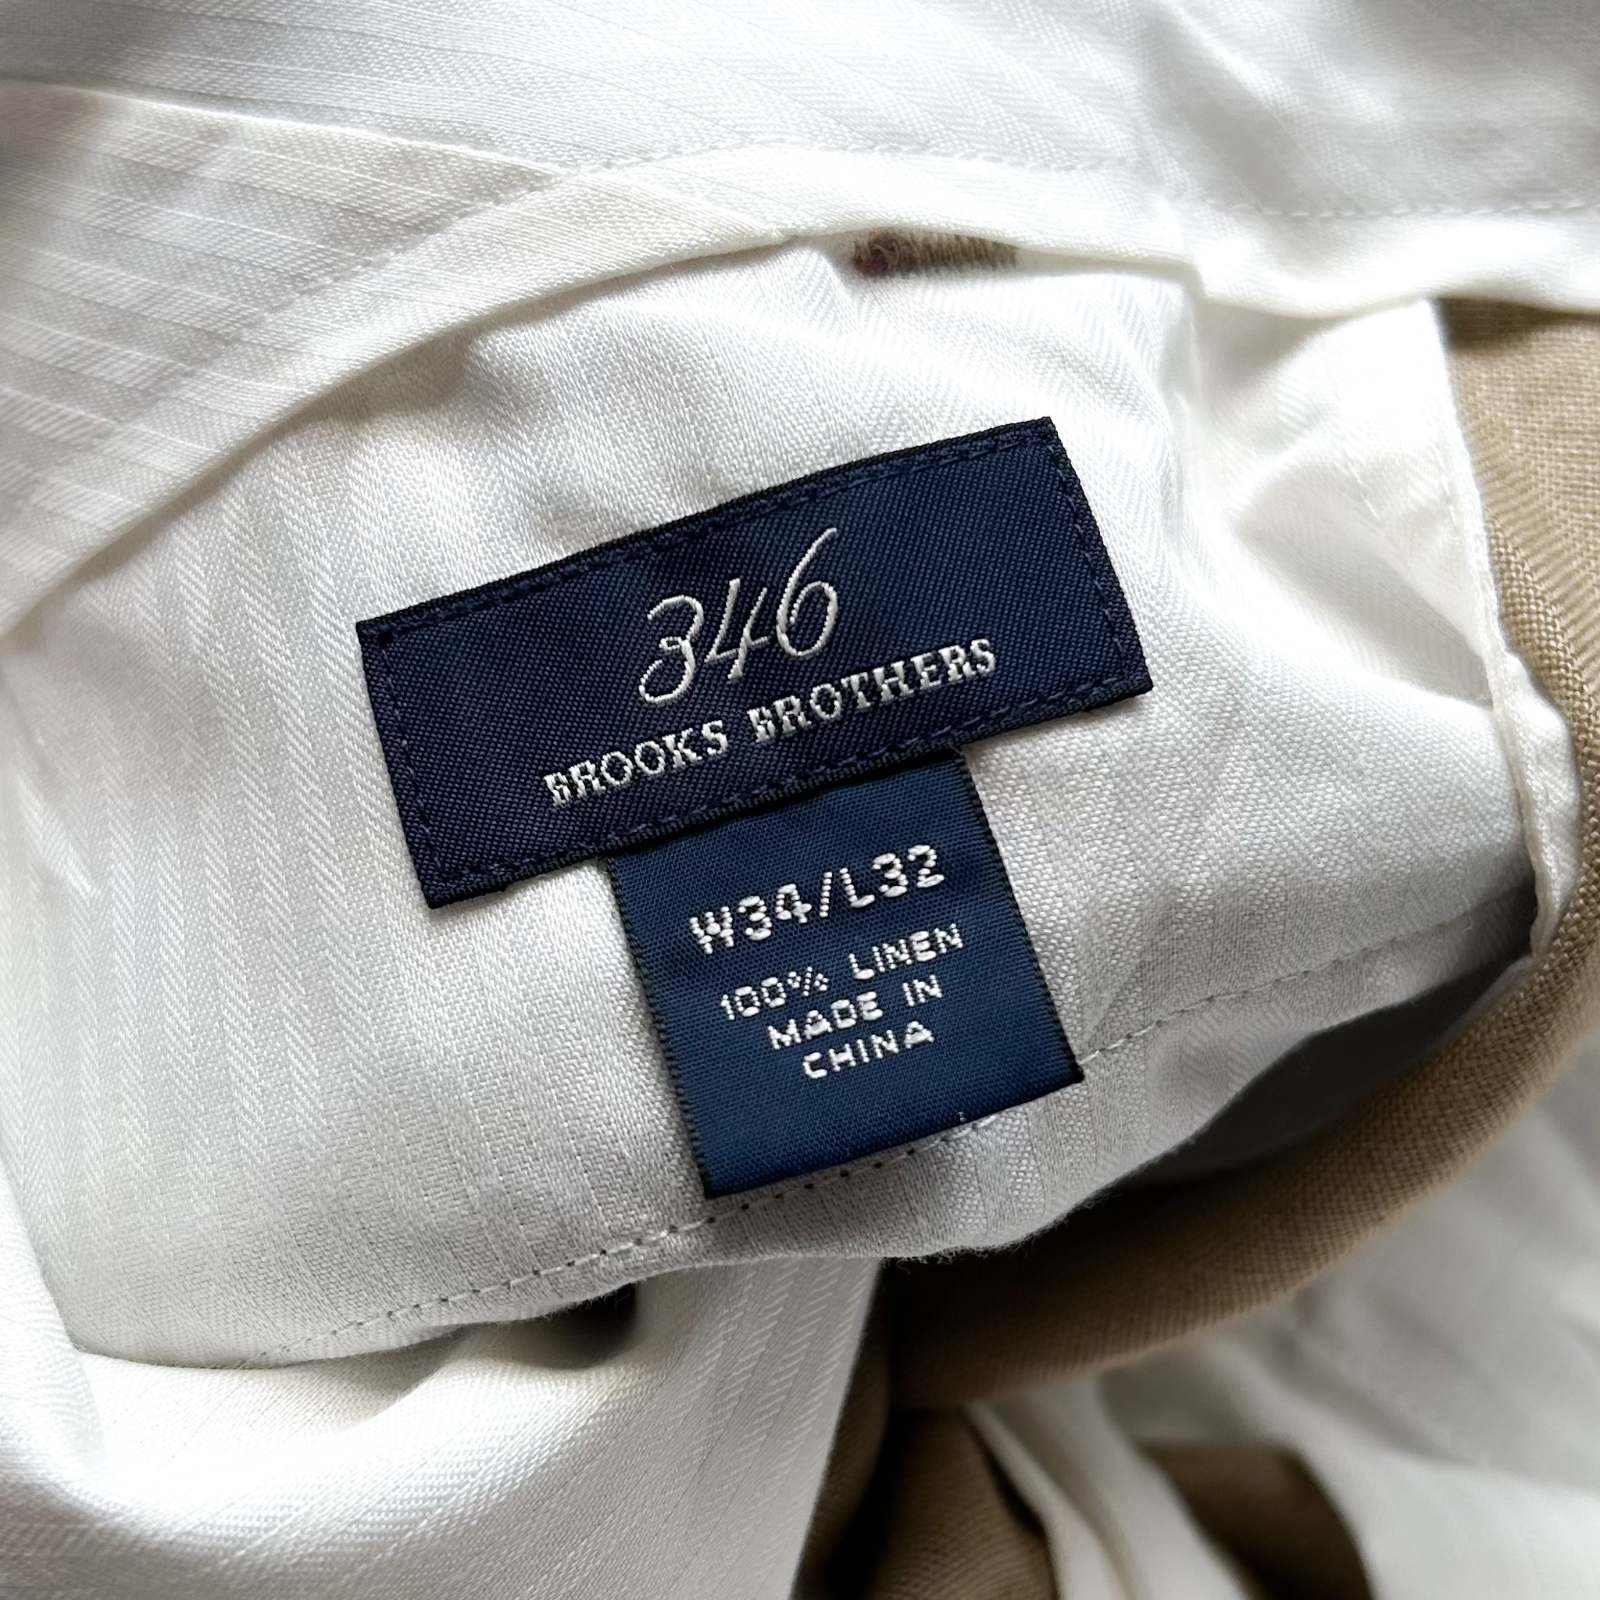 346
BROOKS BROTHERS
W34/L32
100% LINEN
MADE IN
CHINA